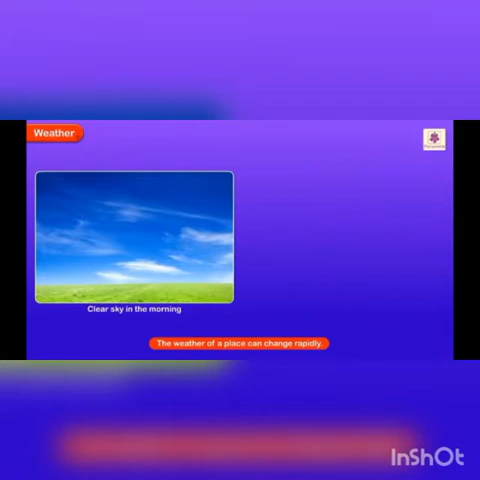 Weather
Clear sky in the morning
The weather of a place can change rapidly.
InShOt